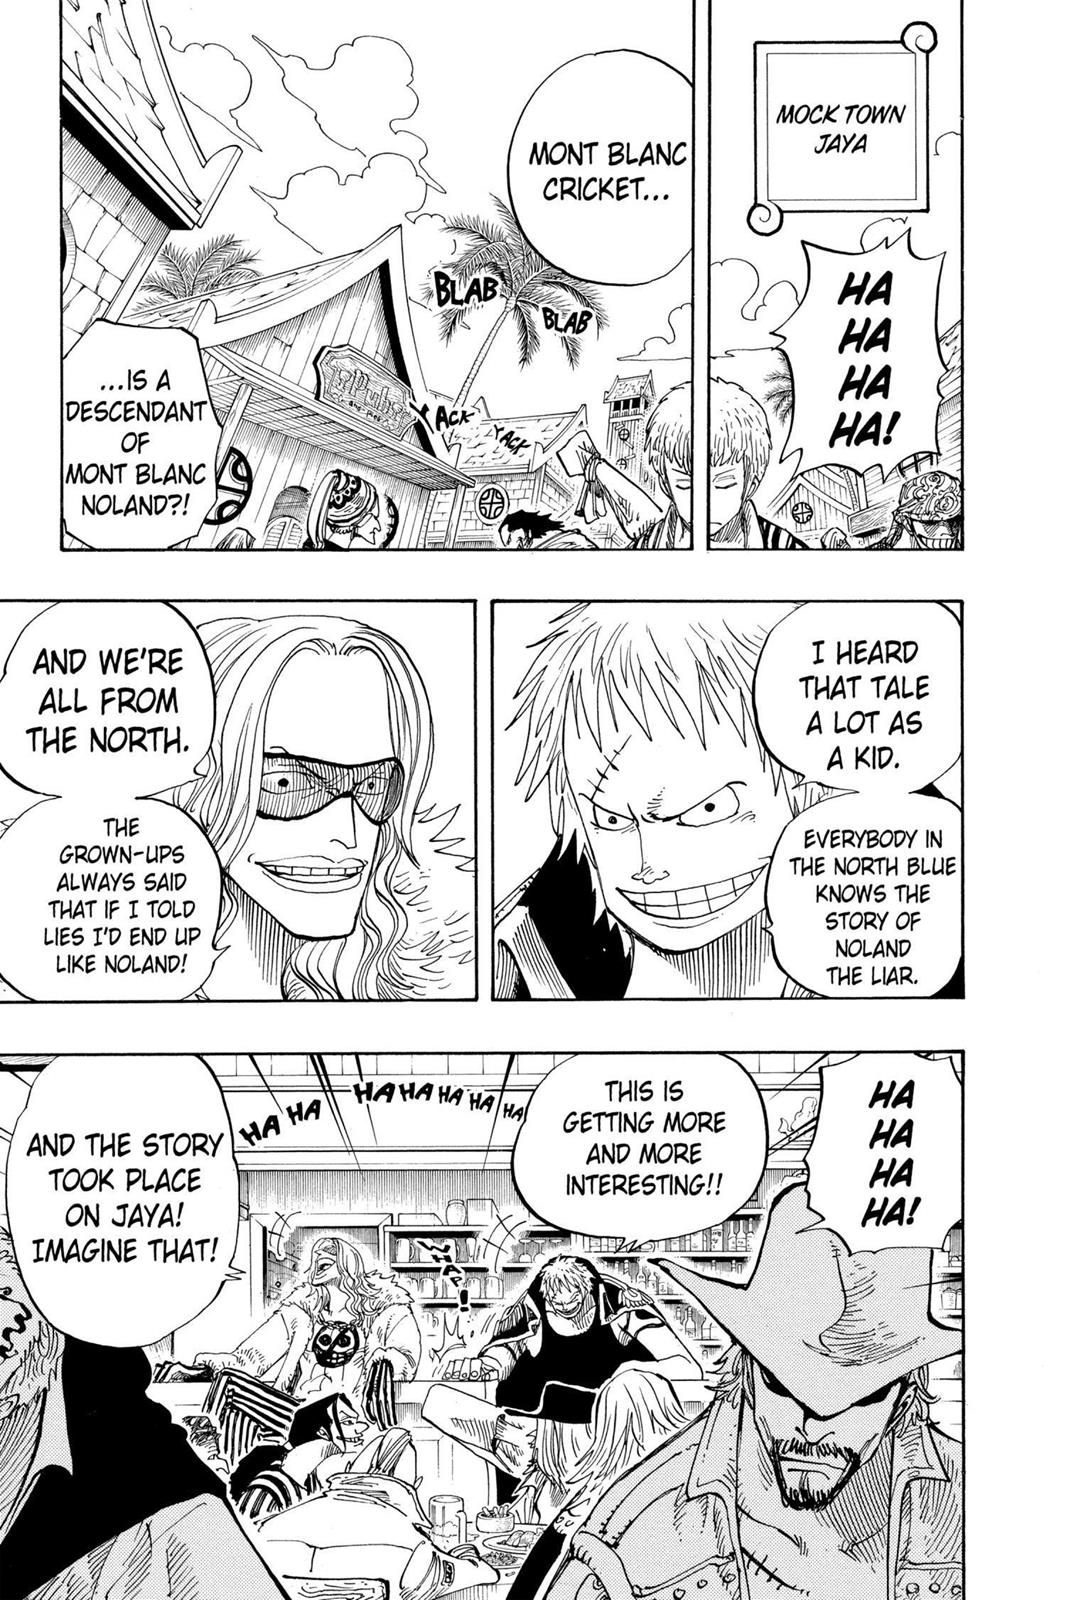 MOCK TOWN
JAYA
HA
HA
HA
HA!
MONT BLANC
CRICKET...
BLAB
BLAB
YACK
YACK
Pub
...IS A
DESCENDANT
OF
MONT BLANC
NOLAND?!
I HEARD
THAT TALE
A LOT AS
A KID.
EVERYBODY IN
THE NORTH BLUE
KNOWS THE
STORY OF
NOLAND
THE LIAR.
AND WE'RE
ALL FROM
THE NORTH.
THE
GROWN-UPS
ALWAYS SAID
THAT IF I TOLD
LIES I'D END UP
LIKE NOLAND!
HA
HA
HA
HA!
THIS IS
GETTING MORE
AND MORE
INTERESTING!!
HA HA HA HA HA HA
HA HA
WHAP!
AND THE STORY
TOOK PLACE
ON JAYA!
IMAGINE THAT!